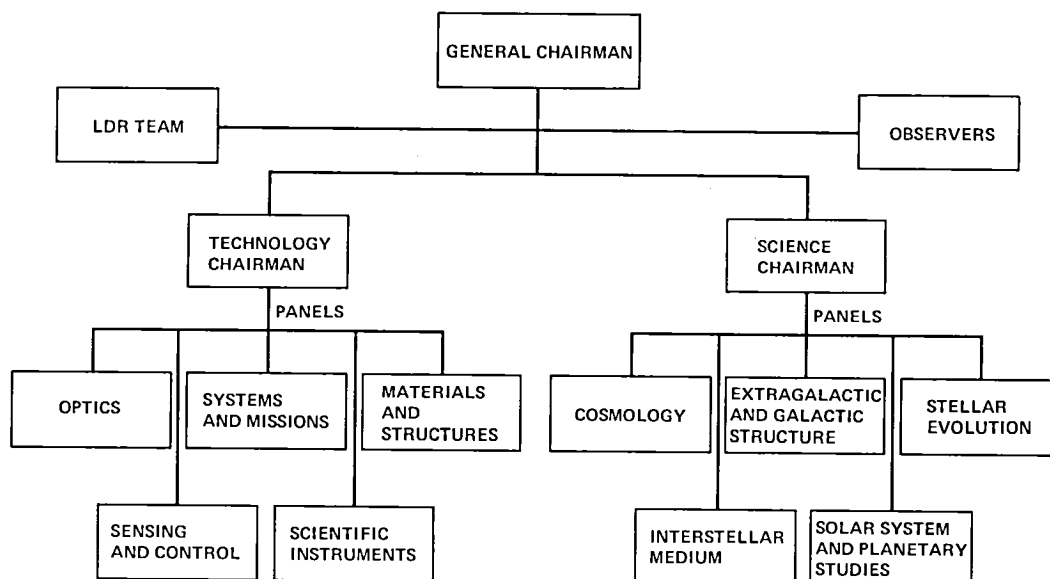 GENERAL CHAIRMAN
LDR TEAM
OBSERVERS
TECHNOLOGY
CHAIRMAN
SCIENCE
CHAIRMAN
PANELS
PANELS
OPTICS
SYSTEMS
AND MISSIONS
MATERIALS
AND
STRUCTURES
COSMOLOGY
EXTRAGALACTIC
AND GALACTIC
STRUCTURE
STELLAR
EVOLUTION
SENSING
AND CONTROL
SCIENTIFIC
INSTRUMENTS
INTERSTELLAR
MEDIUM
SOLAR SYSTEM
AND PLANETARY
STUDIES